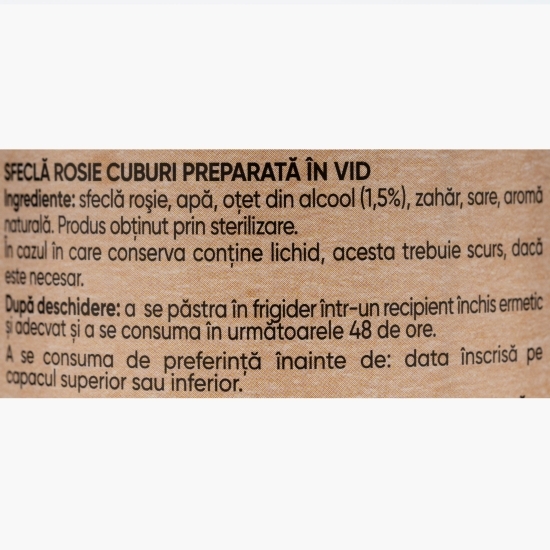 SFECLĂ ROSIE CUBURI PREPARATĂ ÎN VID
Ingrediente: sfeclă roşie, apă, oțet din alcool (1,5%), zahăr, sare, aromă
naturală. Produs obținut prin sterilizare.
În cazul în care conserva conține lichid, acesta trebuie scurs, dacă
este necesar.
După deschidere: a se păstra în frigider într-un recipient închis ermetic
și adecvat și a se consuma în următoarele 48 de ore.
A se consuma de preferință înainte de: data înscrisă pe
capacul superior sau inferior.